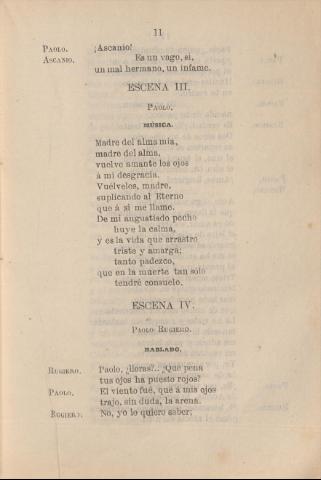 11
PAOLO. ¡Ascanio!
ASCANIO. Es un vago, sí,
un mal hermano, un infame.
ESCENA III.
PAOLO.
MÚSICA.
Madre del alma mia,
madre del alma,
vuelve amante los ojos
á mi desgracia.
Vuélvelos, madre,
suplicando al Eterno
que á sí me llame.
De mi angustiado pecho
huye la calma,
y es la vida que arrastro
triste y amarga;
tanto padezco,
que en la muerte tan solo
tendré consuelo.
ESCENA IV.
PAOLO RUGIERO.
HABLADO.
RUGIERO. Paolo, ¿lloras?.. ¿Qué pena
tus ojos ha puesto rojos?
PAOLO. El viento fué, que á mis ojos
trajo, sin duda, la arena.
RUGIERO. No, yo lo quiero saber;